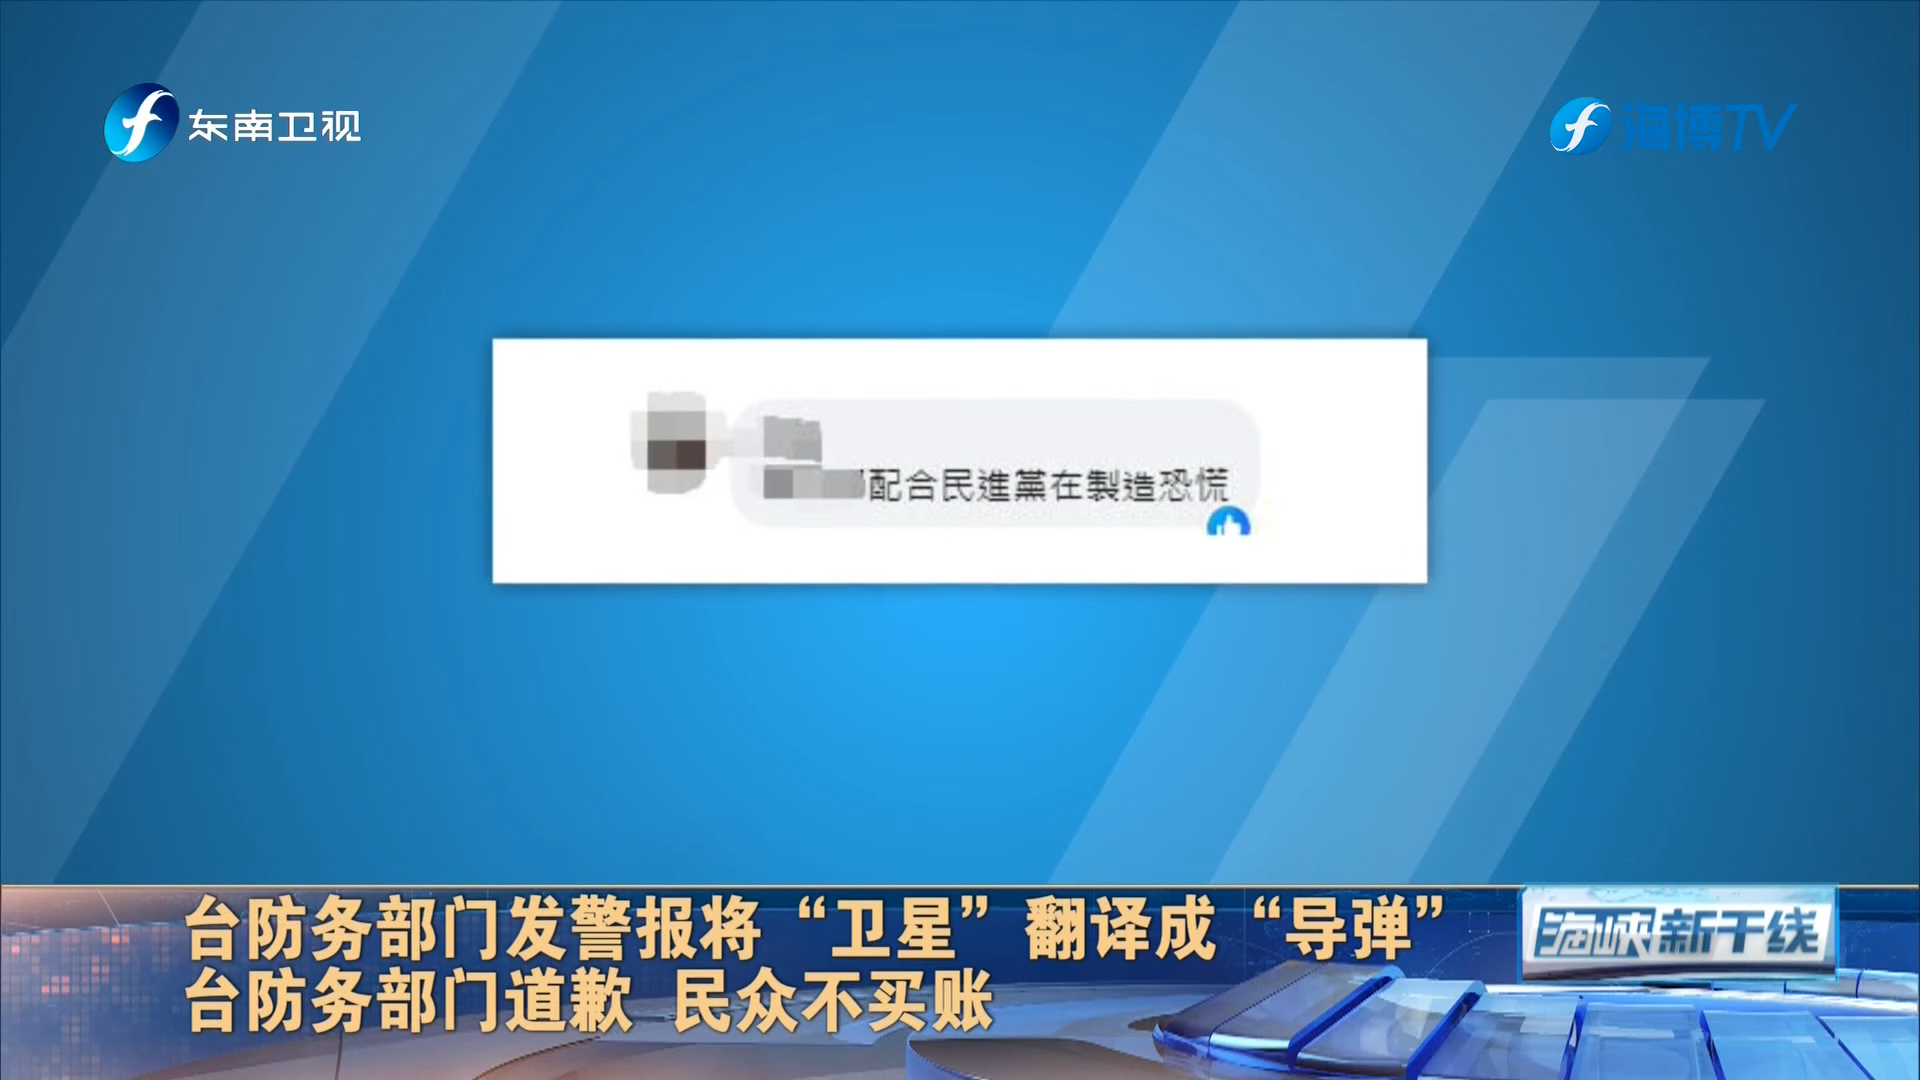 东南卫视
海博TV
配合民進黨在製造恐慌
台防务部门发警报将“卫星”翻译成“导弹”
海峡新干线
台防务部门道歉 民众不买账